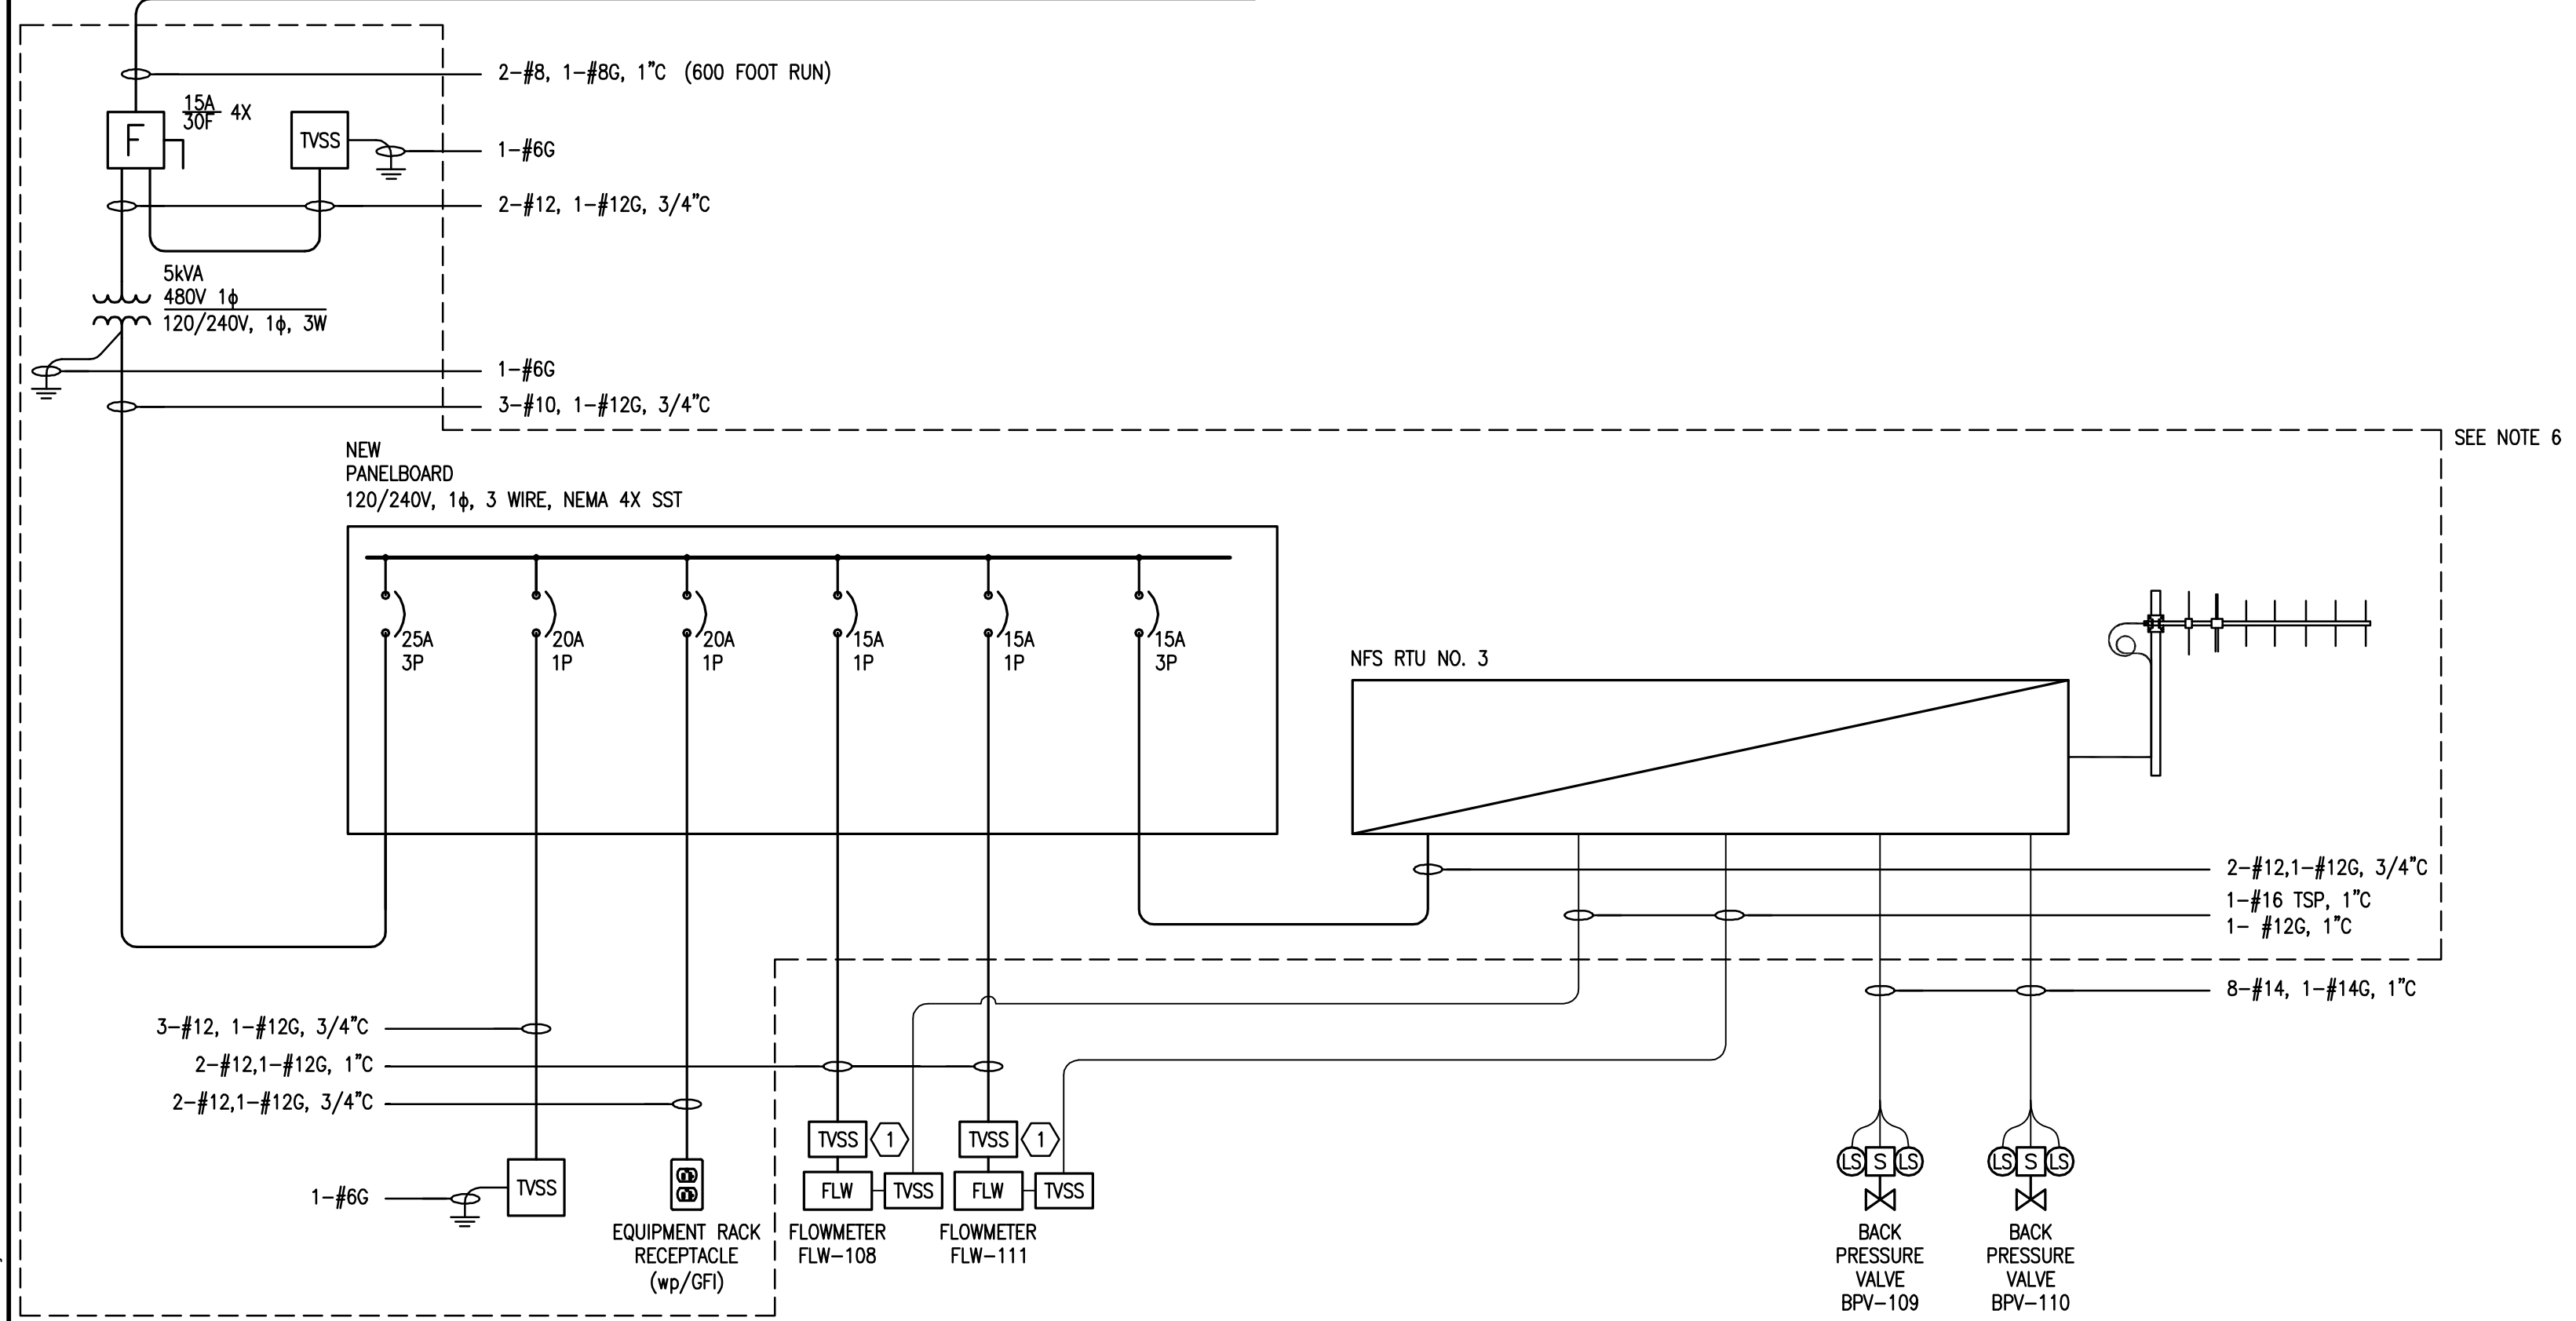 2-#8, 1-#8G, 1"C (600 FOOT RUN)
15A
30F
4X
F
TVSS
1-#6G
2-#12, 1-#12G, 3/4"C
5kVA
480V 1ϕ
120/240V, 1ϕ, 3W
1-#6G
3-#10, 1-#12G, 3/4"C
SEE NOTE 6
NEW
PANELBOARD
120/240V, 1ϕ, 3 WIRE, NEMA 4X SST
25A
3P
20A
1P
20A
1P
15A
1P
15A
1P
15A
3P
NFS RTU NO. 3
2-#12,1-#12G, 3/4"C
1-#16 TSP, 1"C
1- #12G, 1"C
8-#14, 1-#14G, 1"C
3-#12, 1-#12G, 3/4"C
2-#12,1-#12G, 1"C
2-#12,1-#12G, 3/4"C
1-#6G
TVSS
EQUIPMENT RACK
RECEPTACLE
(wp/GFI)
TVSS
1
FLW
TVSS
FLOWMETER
FLW-108
TVSS
1
FLW
TVSS
FLOWMETER
FLW-111
LS S LS
BACK
PRESSURE
VALVE
BPV-109
LS S LS
BACK
PRESSURE
VALVE
BPV-110